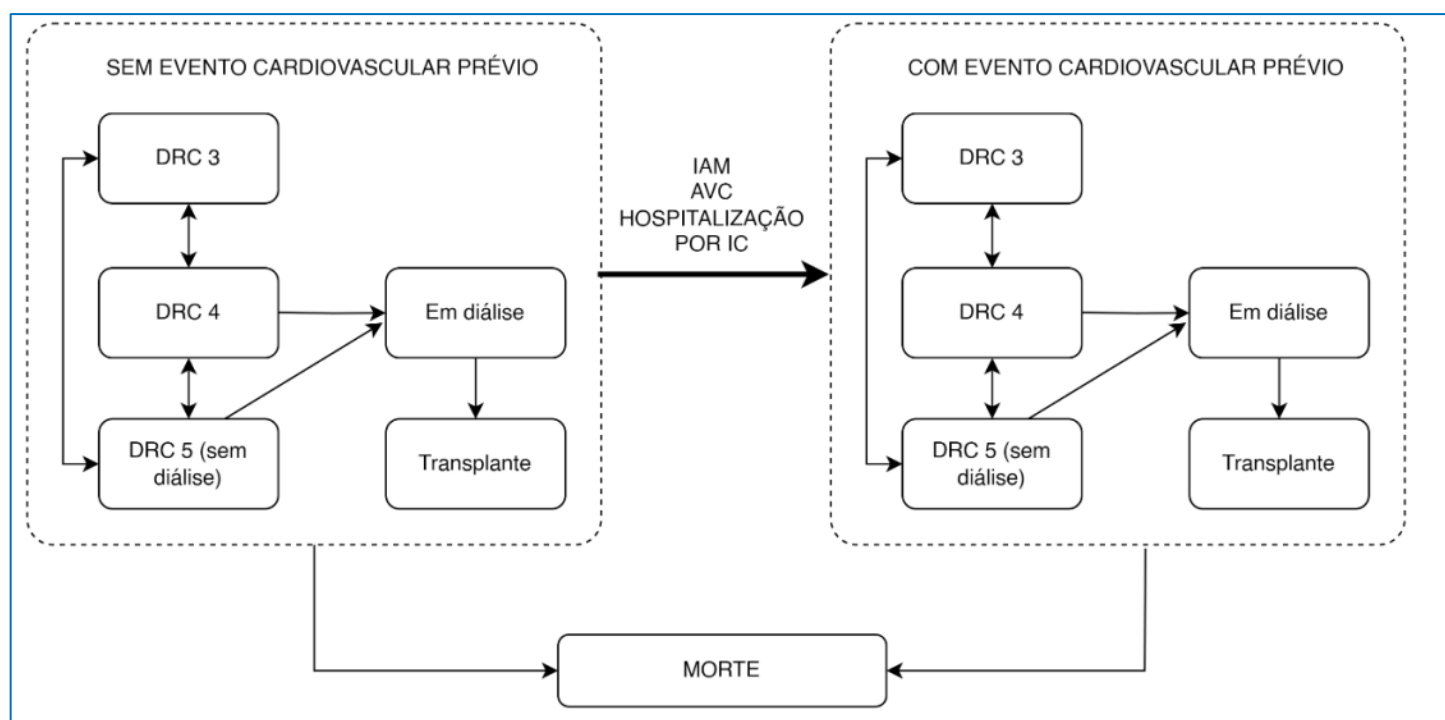 SEM EVENTO CARDIOVASCULAR PRÉVIO
DRC 3
DRC 4
Em diálise
DRC 5 (sem
diálise)
Transplante
IAM
AVC
HOSPITALIZAÇÃO
POR IC
COM EVENTO CARDIOVASCULAR PRÉVIO
DRC 3
DRC 4
Em diálise
DRC 5 (sem
diálise)
Transplante
MORTE